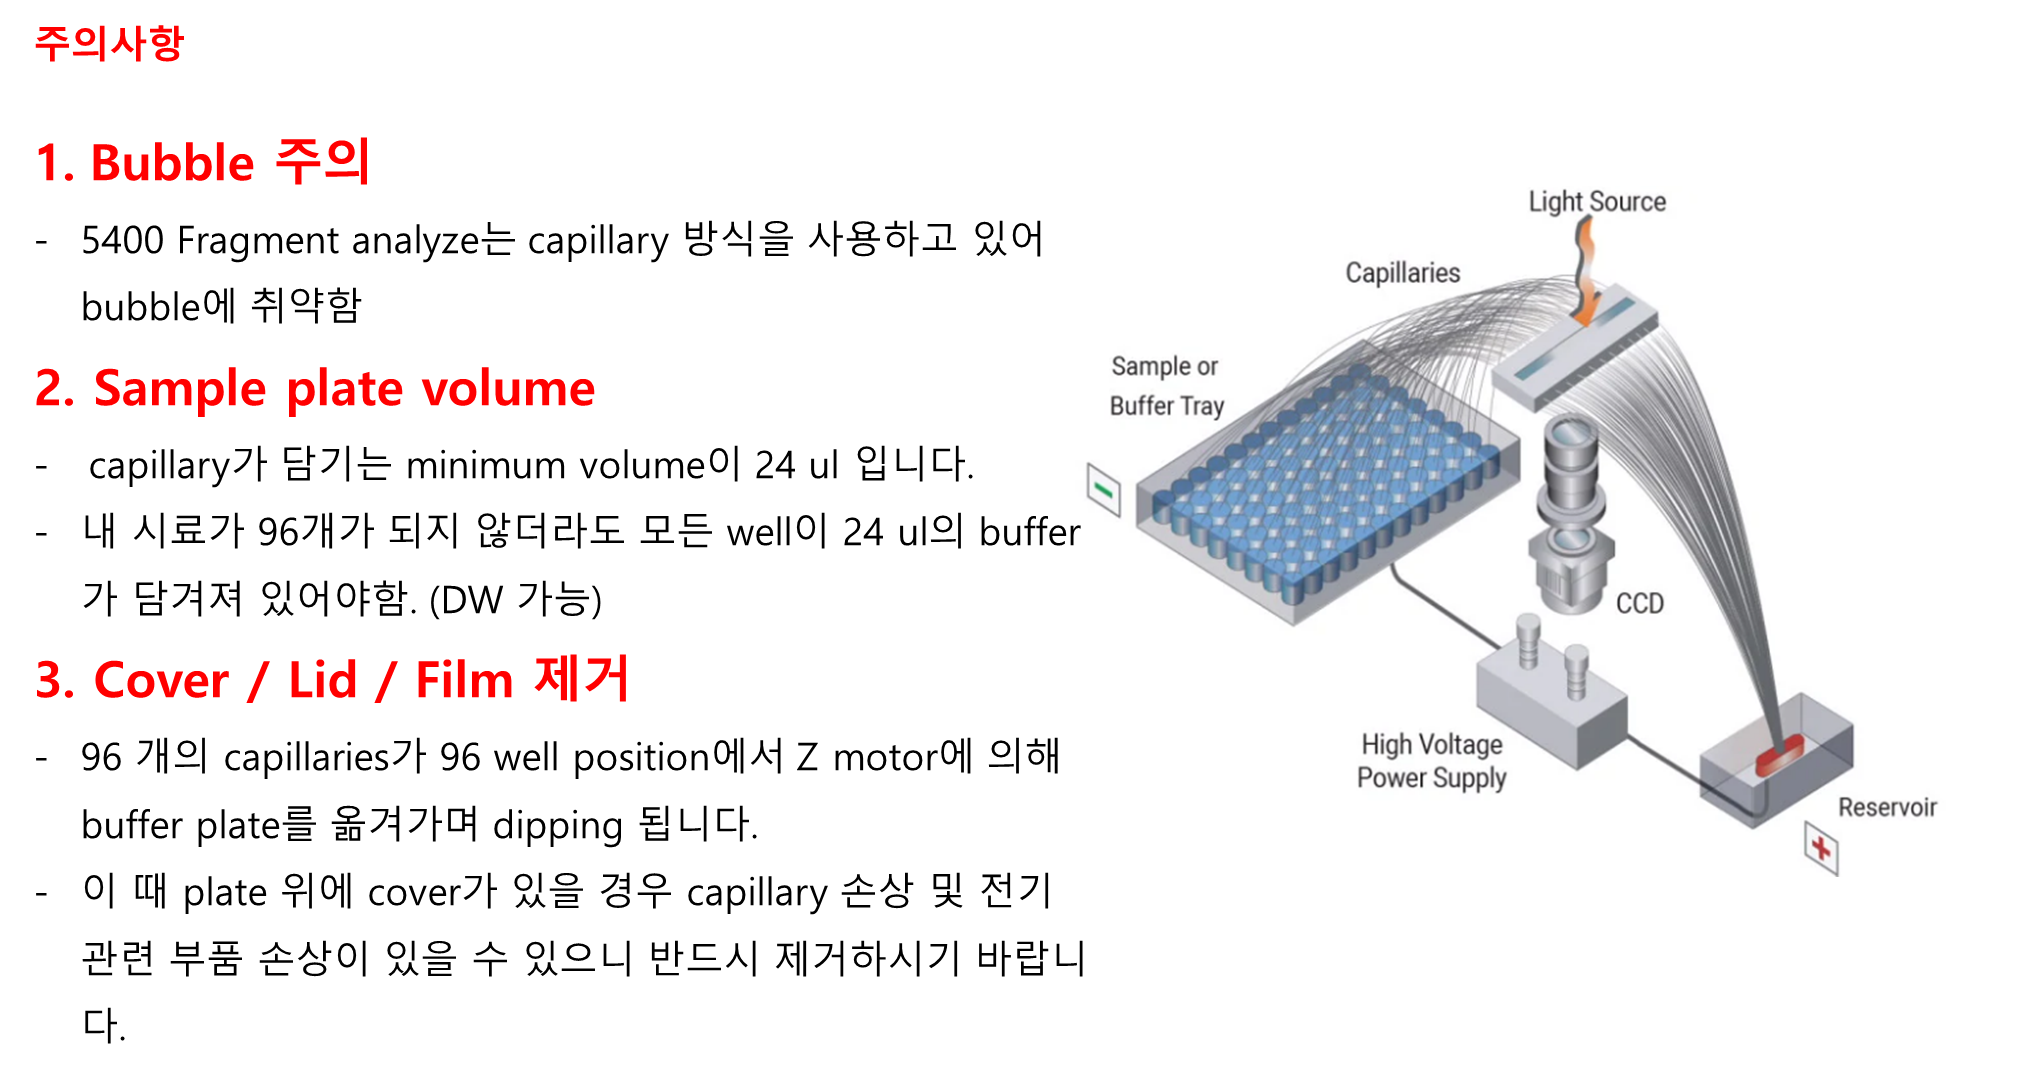 주의사항
1. Bubble 주의
- 5400 Fragment analyze는 capillary 방식을 사용하고 있어
bubble에 취약함
2. Sample plate volume
- capillary가 담기는 minimum volume이 24 ul 입니다.
- 내 시료가 96개가 되지 않더라도 모든 well이 24 ul의 buffer
가 담겨져 있어야함. (DW 가능)
3. Cover / Lid / Film 제거
- 96 개의 capillaries가 96 well position에서 Z motor에 의해
buffer plate를 옮겨가며 dipping 됩니다.
- 이 때 plate 위에 cover가 있을 경우 capillary 손상 및 전기
관련 부품 손상이 있을 수 있으니 반드시 제거하시기 바랍니
다.
Light Source
Capillaries
Sample or
Buffer Tray
CCD
High Voltage
Power Supply
Reservoir